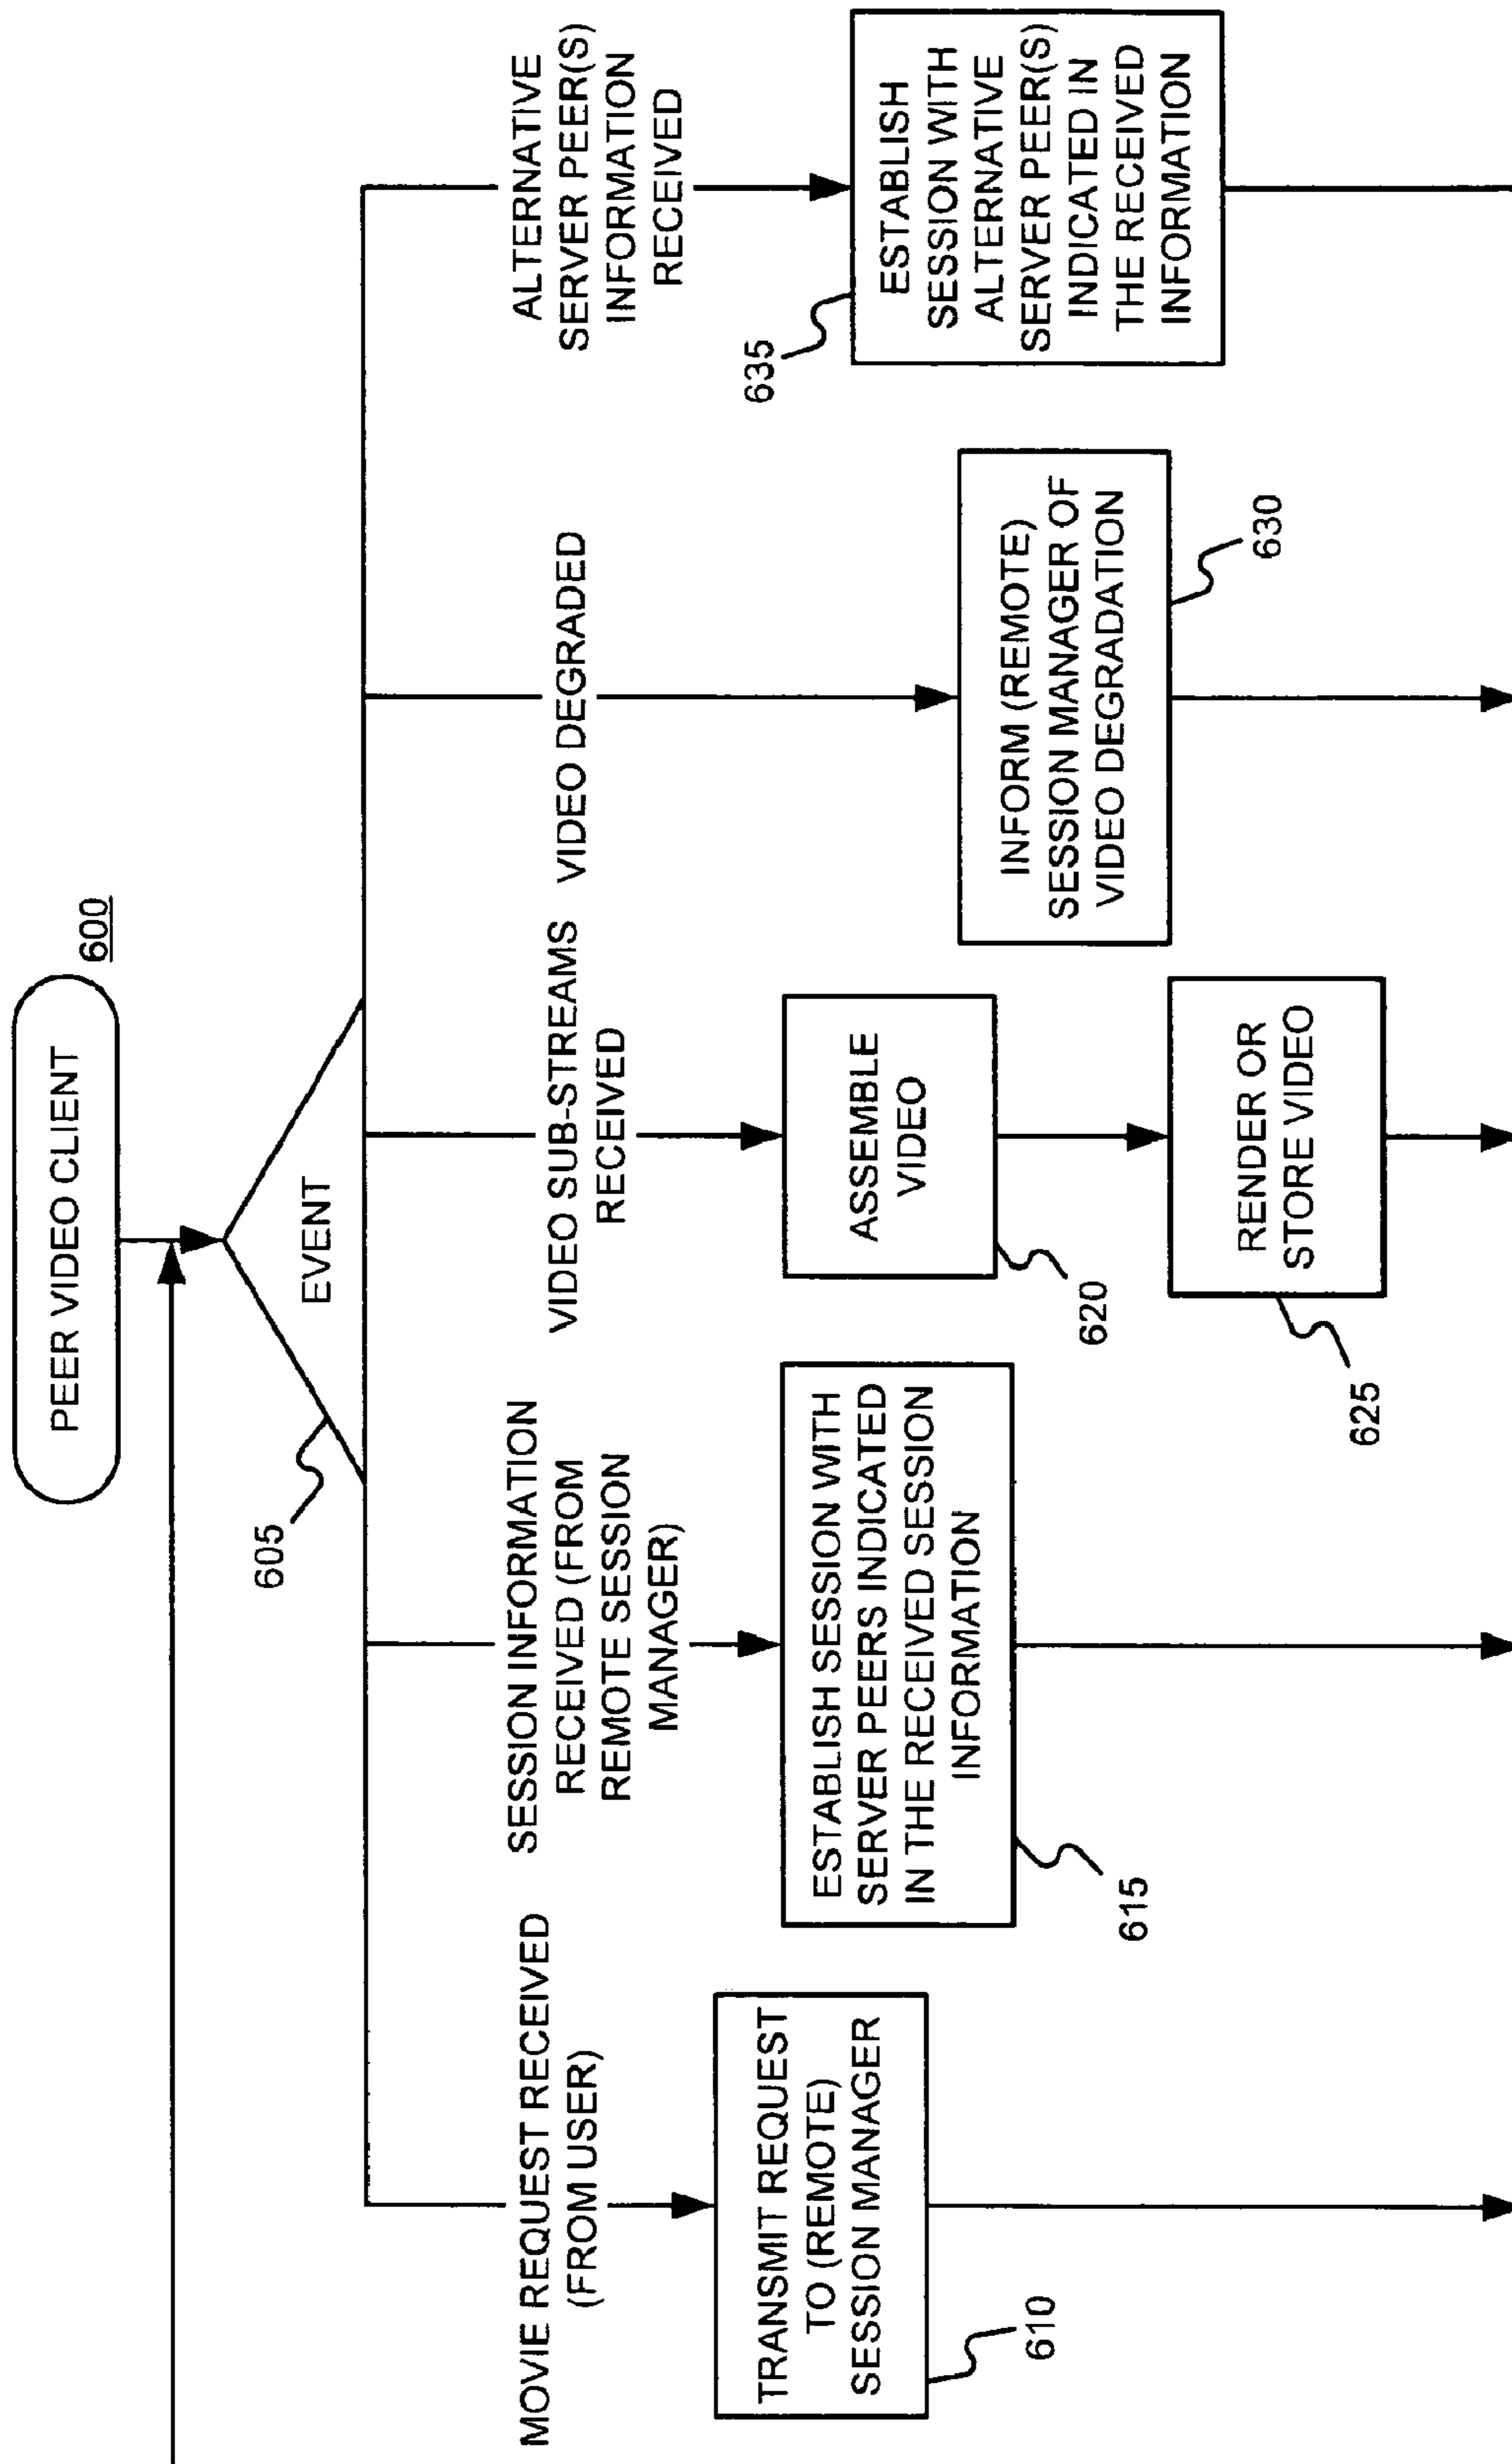 PEER VIDEO CLIENT
600
EVENT
605
MOVIE REQUEST RECEIVED
(FROM USER)
TRANSMIT REQUEST
TO (REMOTE)
SESSION MANAGER
610
SESSION INFORMATION
RECEIVED (FROM
REMOTE SESSION
MANAGER)
ESTABLISH SESSION WITH
SERVER PEERS INDICATED
IN THE RECEIVED SESSION
INFORMATION
615
VIDEO SUB-STREAMS
RECEIVED
ASSEMBLE
VIDEO
620
RENDER OR
STORE VIDEO
625
VIDEO DEGRADED
INFORM (REMOTE)
SESSION MANAGER OF
VIDEO DEGRADATION
630
ALTERNATIVE
SERVER PEER(S)
INFORMATION
RECEIVED
ESTABLISH
SESSION WITH
ALTERNATIVE
SERVER PEER(S)
INDICATED IN
THE RECEIVED
INFORMATION
635